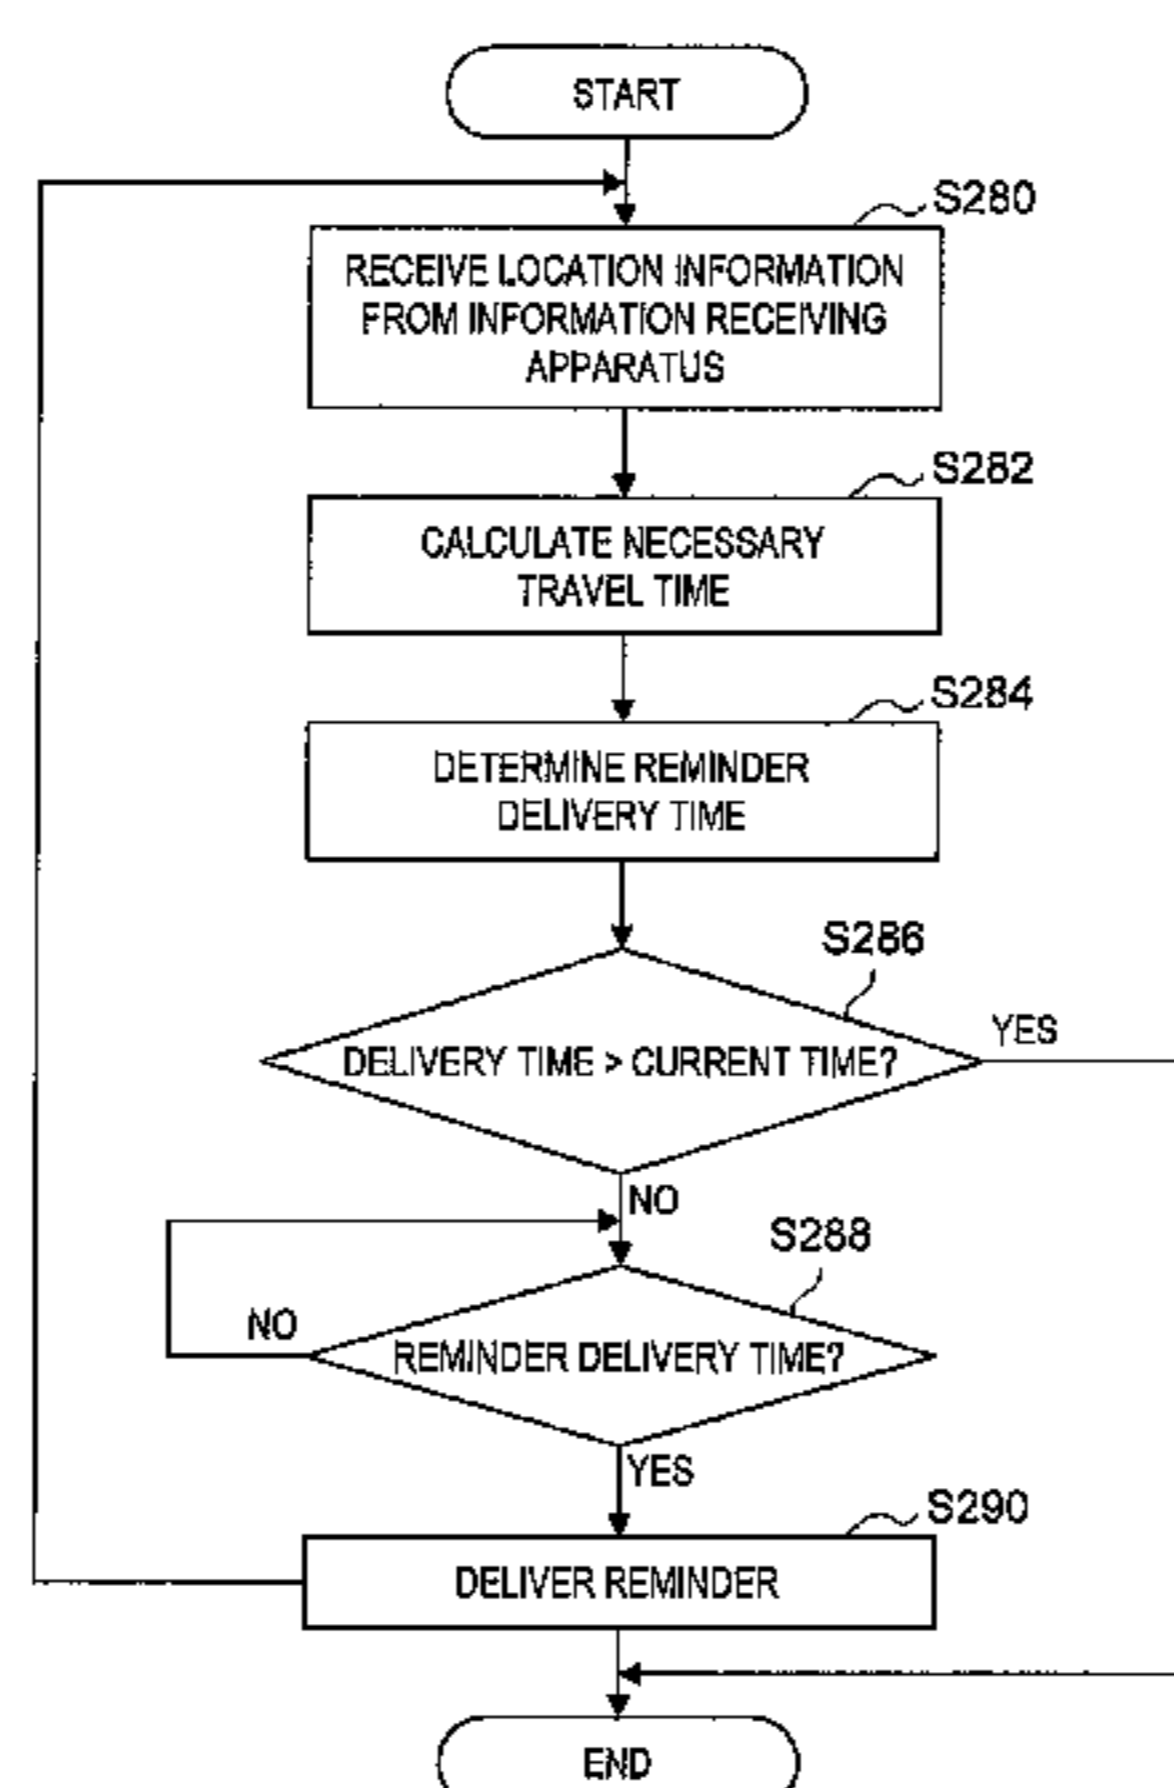 START
S280
RECEIVE LOCATION INFORMATION
FROM INFORMATION RECEIVING
APPARATUS
S282
CALCULATE NECESSARY
TRAVEL TIME
S284
DETERMINE REMINDER
DELIVERY TIME
S286
DELIVERY TIME > CURRENT TIME?
YES
NO
S288
REMINDER DELIVERY TIME?
NO
YES
S290
DELIVER REMINDER
END